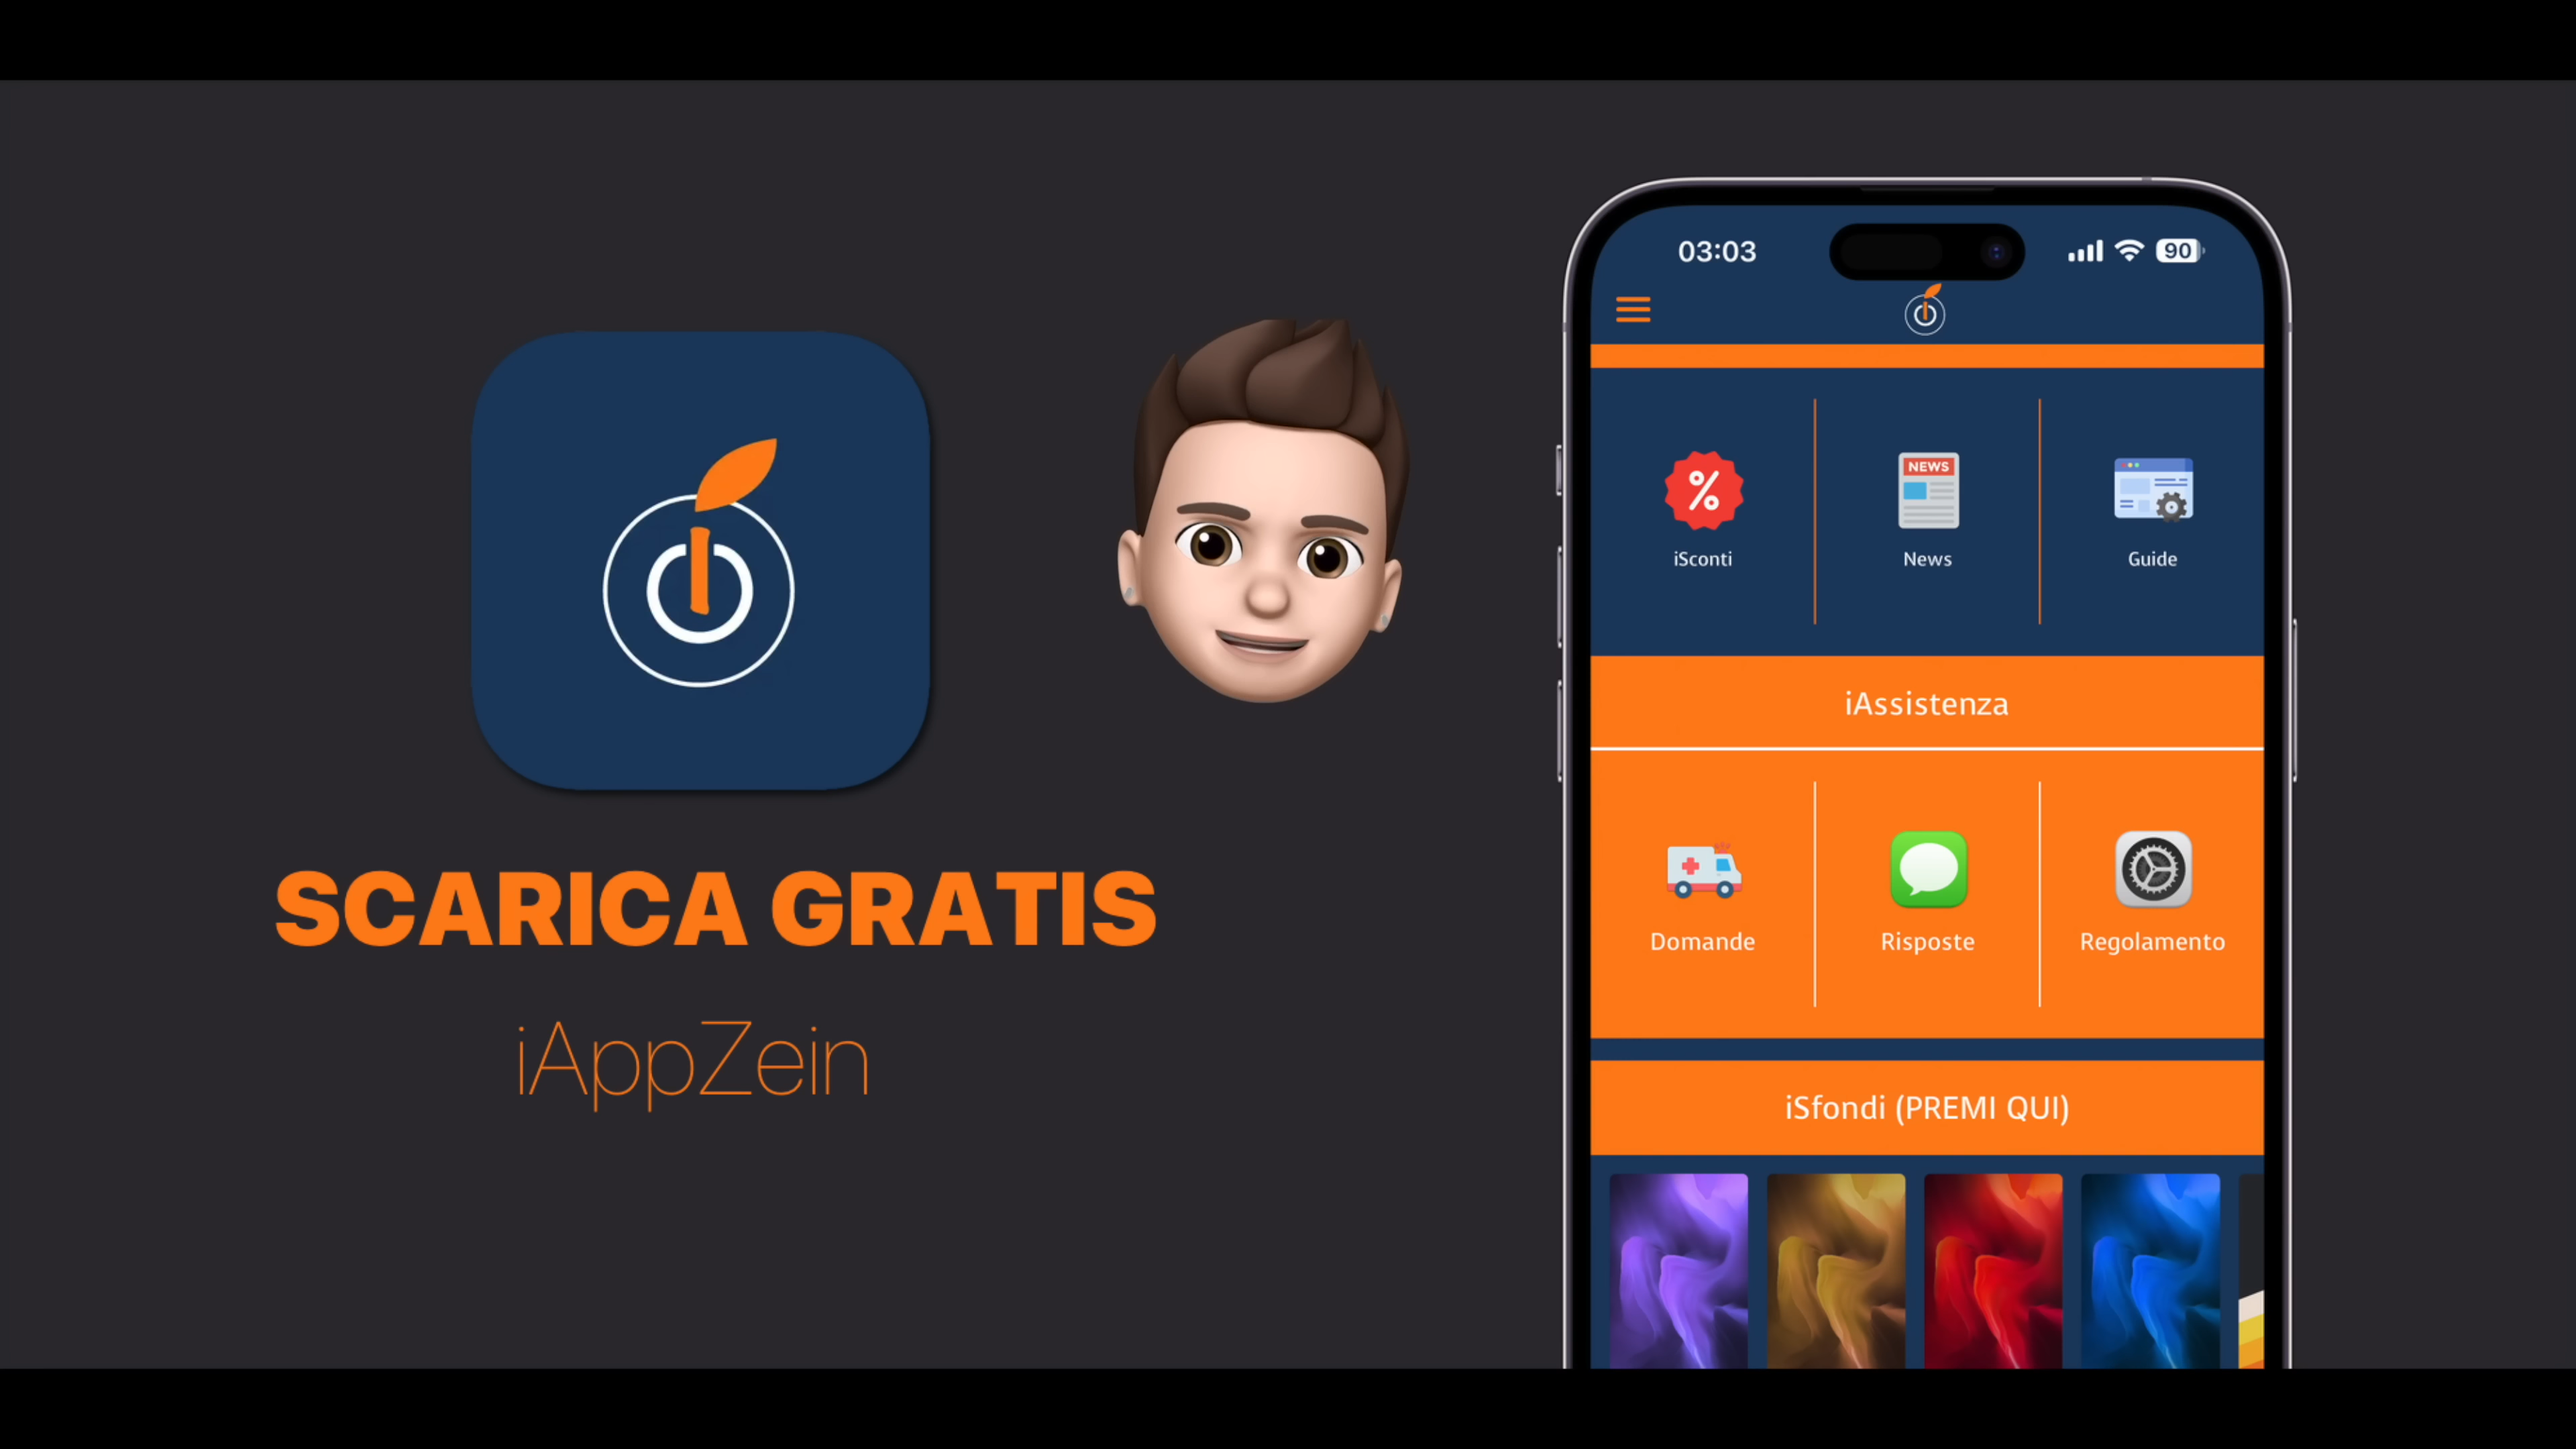 SCARICA GRATIS
iAppZein
03:03
90
NEWS
iSconti
News
Guide
iAssistenza
Domande
Risposte
Regolamento
iSfondi (PREMI QUI)